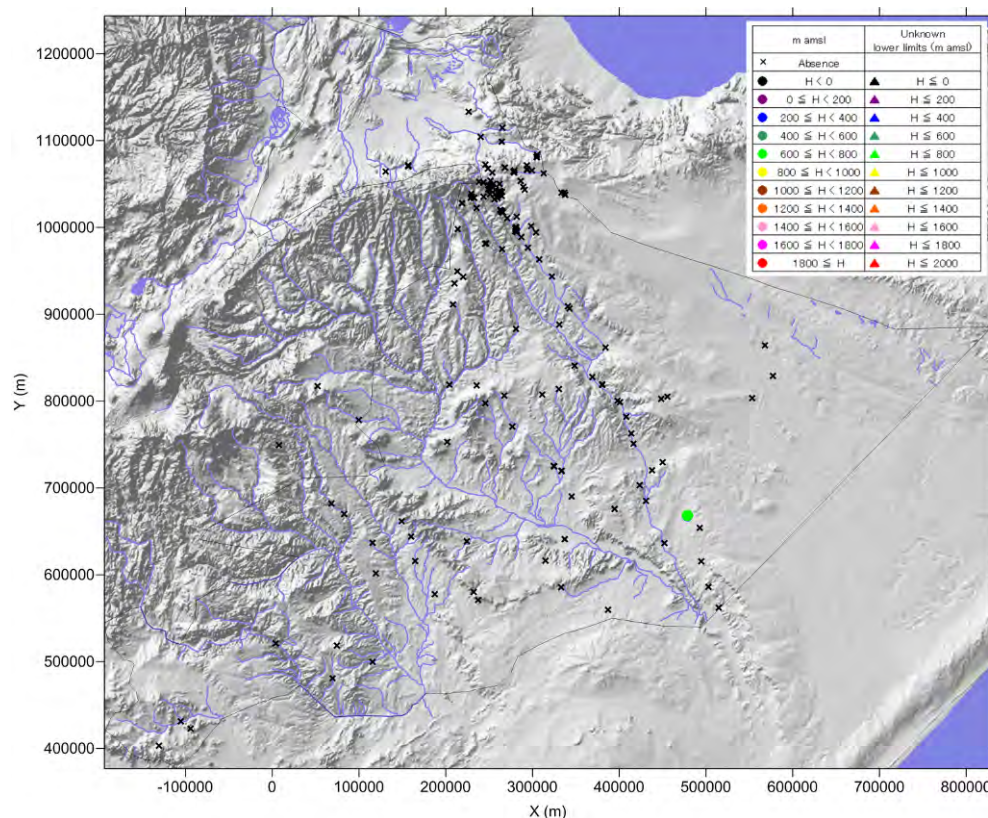 m amsl Unknown lower limits (m amsl)
× Absence
H < 0 H ≦ 0
0 ≦ H < 200 H ≦ 200
200 ≦ H < 400 H ≦ 400
400 ≦ H < 600 H ≦ 600
600 ≦ H < 800 H ≦ 800
800 ≦ H < 1000 H ≦ 1000
1000 ≦ H < 1200 H ≦ 1200
1200 ≦ H < 1400 H ≦ 1400
1400 ≦ H < 1600 H ≦ 1600
1600 ≦ H < 1800 H ≦ 1800
1800 ≦ H H ≦ 2000
1200000
1100000
1000000
900000
800000
700000
600000
500000
400000
Y (m)
-100000 0 100000 200000 300000 400000 500000 600000 700000 800000
X (m)